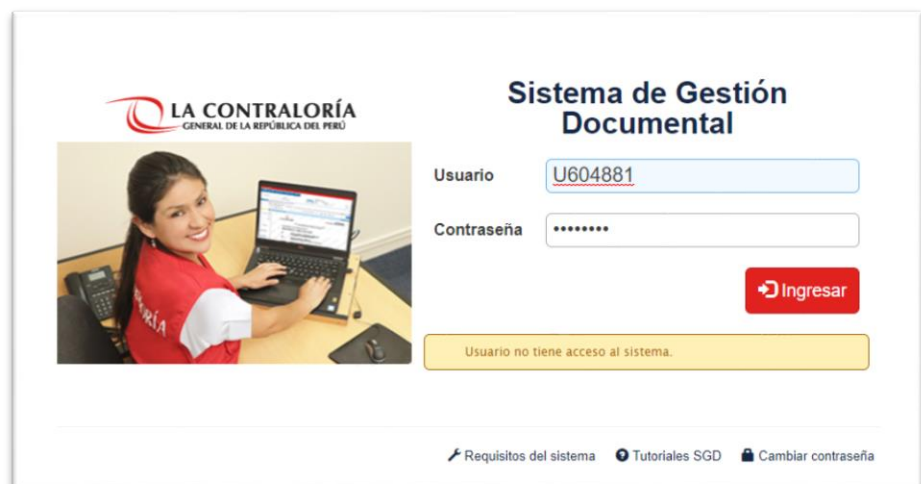 LA CONTRALORÍA
GENERAL DE LA REPÚBLICA DEL PERÚ
Sistema de Gestión
Documental
Usuario
U604881
Contraseña
••••••••
Ingresar
Usuario no tiene acceso al sistema.
Requisitos del sistema
Tutoriales SGD
Cambiar contraseña